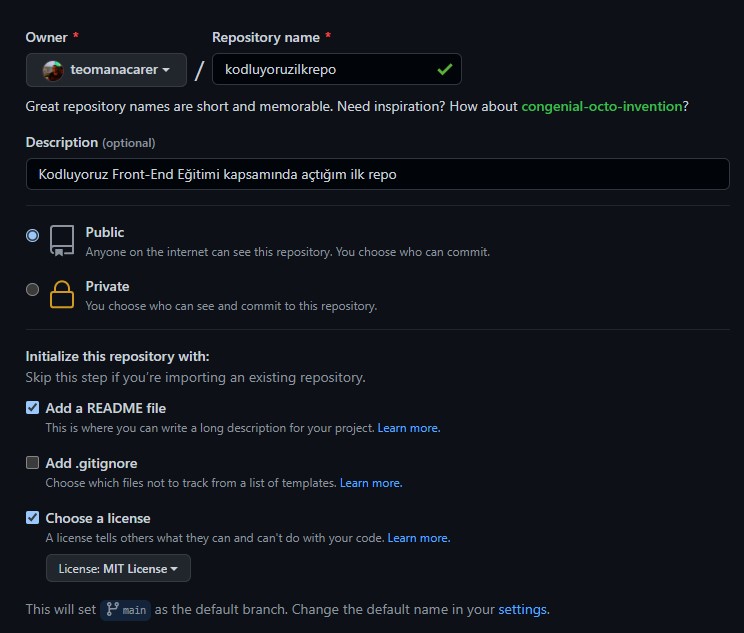 Owner * Repository name *
teomanacarer / kodluyoruzilkrepo
Great repository names are short and memorable. Need inspiration? How about congenial-octo-invention?
Description (optional)
Kodluyoruz Front-End Eğitimi kapsamında açtığım ilk repo
Public
Anyone on the internet can see this repository. You choose who can commit.
Private
You choose who can see and commit to this repository.
Initialize this repository with:
Skip this step if you're importing an existing repository.
Add a README file
This is where you can write a long description for your project. Learn more.
Add .gitignore
Choose which files not to track from a list of templates. Learn more.
Choose a license
A license tells others what they can and can't do with your code. Learn more.
License: MIT License
This will set main as the default branch. Change the default name in your settings.